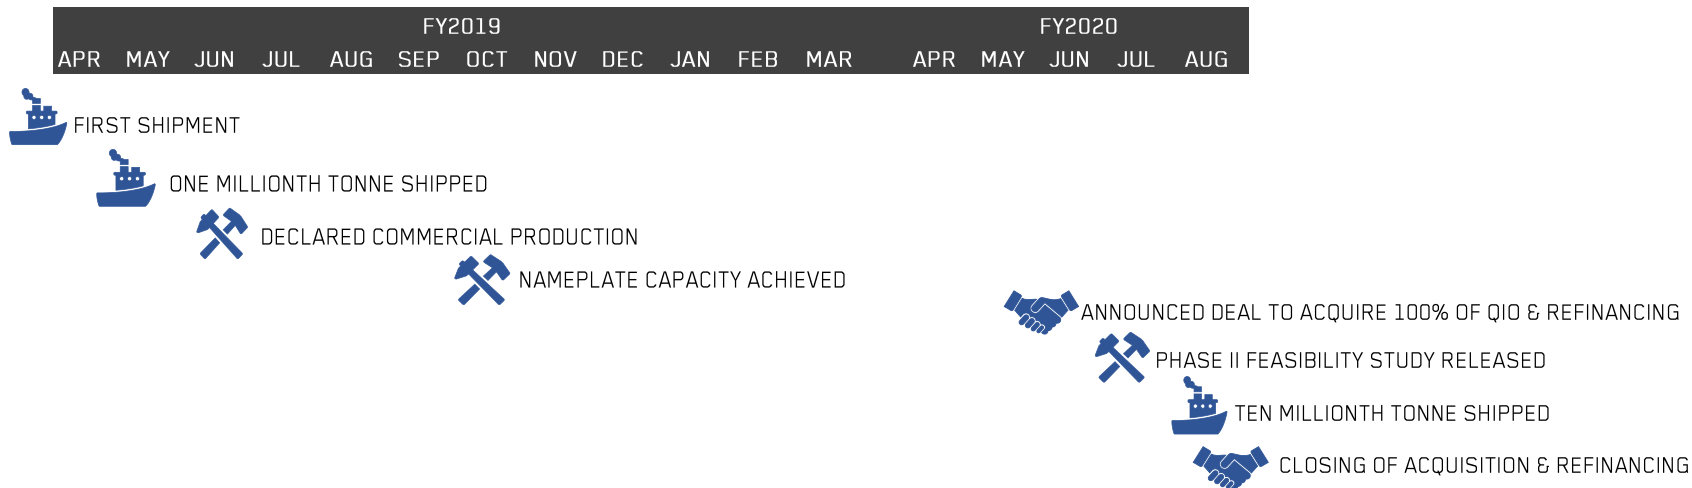 FY2019 FY2020
APR MAY JUN JUL AUG SEP OCT NOV DEC JAN FEB MAR APR MAY JUN JUL AUG
FIRST SHIPMENT
ONE MILLIONTH TONNE SHIPPED
DECLARED COMMERCIAL PRODUCTION
NAMEPLATE CAPACITY ACHIEVED
ANNOUNCED DEAL TO ACQUIRE 100% OF QIO & REFINANCING
PHASE II FEASIBILITY STUDY RELEASED
TEN MILLIONTH TONNE SHIPPED
CLOSING OF ACQUISITION & REFINANCING